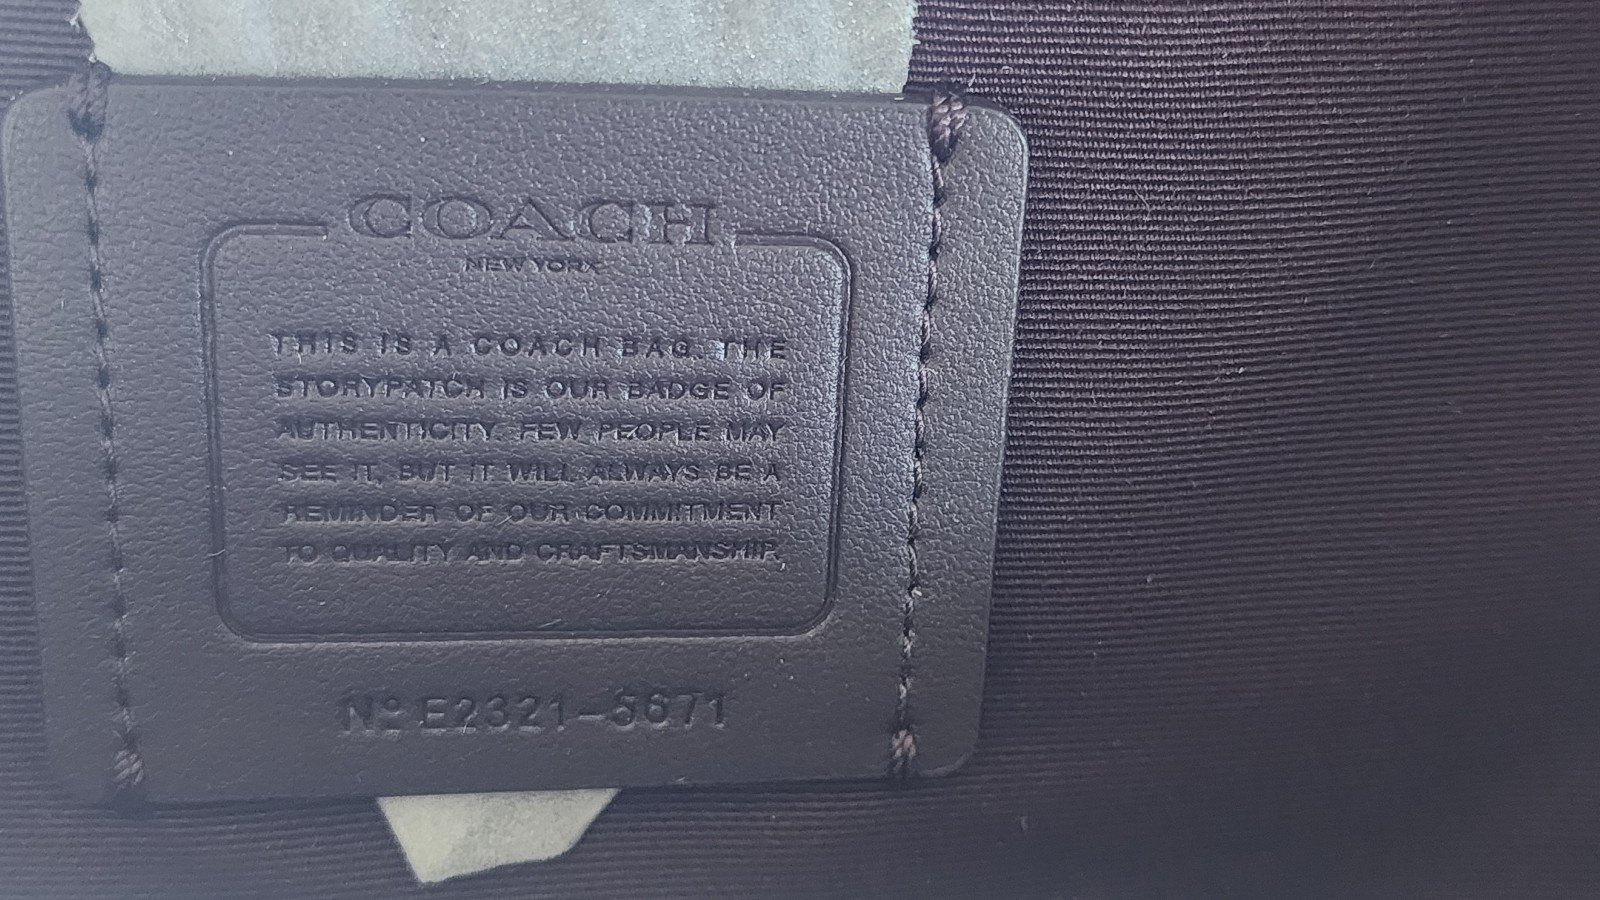 COACH
NEW YORK
THIS IS A COACH BAG. THE
STORYPATCH IS OUR BADGE OF
AUTHENTICITY. FEW PEOPLE MAY
SEE IT, BUT IT WILL ALWAYS BE A
REMINDER OF OUR COMMITMENT
TO QUALITY AND CRAFTSMANSHIP.
Nº E2321-5671